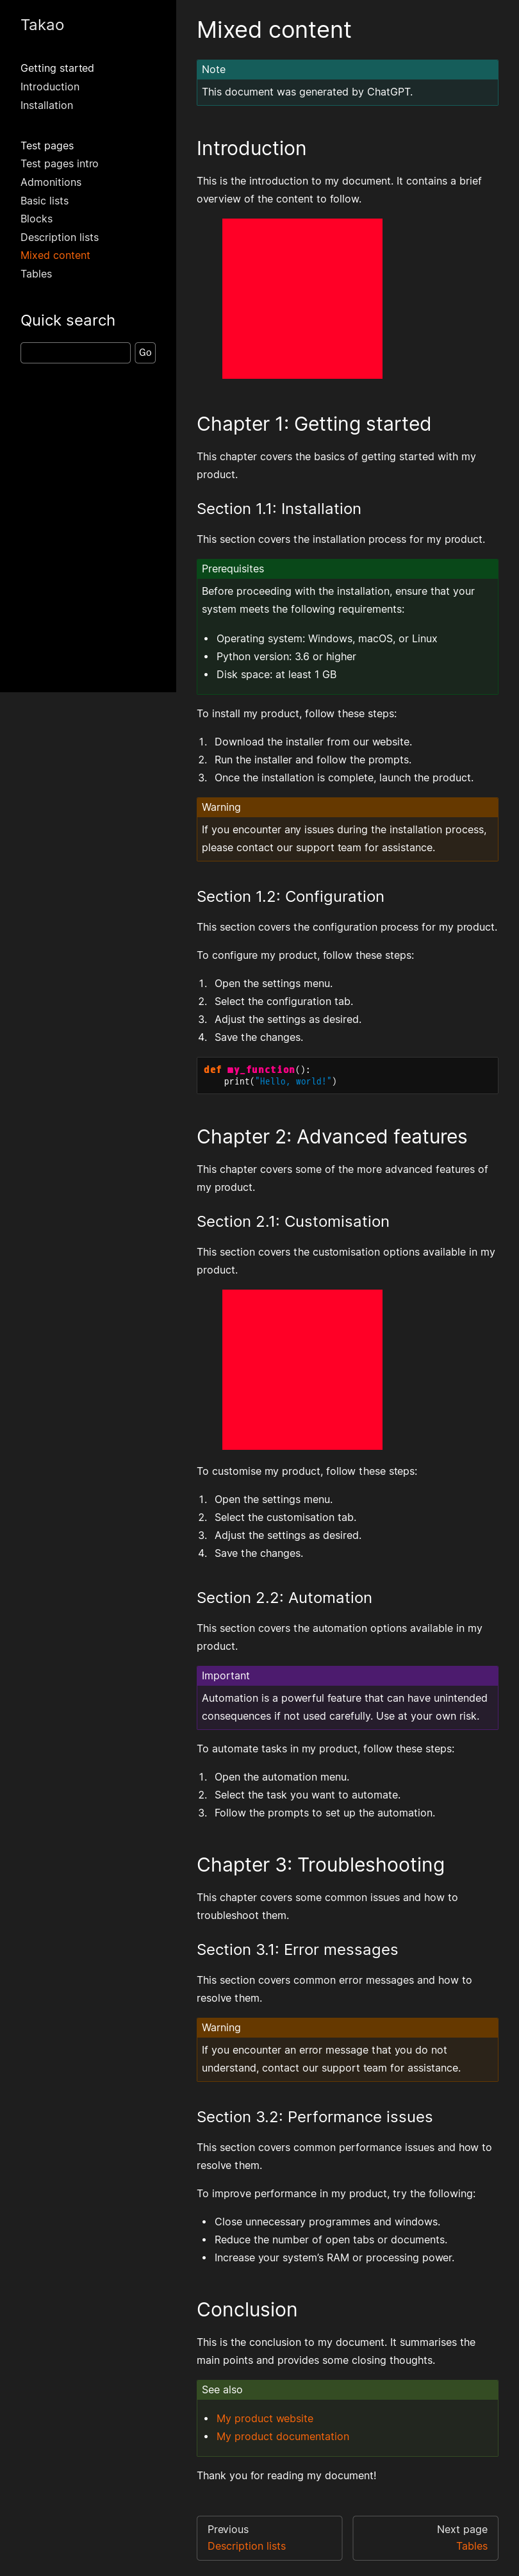 Takao
Getting started
Introduction
Installation
Test pages
Test pages intro
Admonitions
Basic lists
Blocks
Description lists
Mixed content
Tables
Quick search
Go
Mixed content
Note
This document was generated by ChatGPT.
Introduction
This is the introduction to my document. It contains a brief
overview of the content to follow.
Chapter 1: Getting started
This chapter covers the basics of getting started with my
product.
Section 1.1: Installation
This section covers the installation process for my product.
Prerequisites
Before proceeding with the installation, ensure that your
system meets the following requirements:
• Operating system: Windows, macOS, or Linux
• Python version: 3.6 or higher
• Disk space: at least 1 GB
To install my product, follow these steps:
1. Download the installer from our website.
2. Run the installer and follow the prompts.
3. Once the installation is complete, launch the product.
Warning
If you encounter any issues during the installation process,
please contact our support team for assistance.
Section 1.2: Configuration
This section covers the configuration process for my product.
To configure my product, follow these steps:
1. Open the settings menu.
2. Select the configuration tab.
3. Adjust the settings as desired.
4. Save the changes.
def my_function():
    print("Hello, world!")
Chapter 2: Advanced features
This chapter covers some of the more advanced features of
my product.
Section 2.1: Customisation
This section covers the customisation options available in my
product.
To customise my product, follow these steps:
1. Open the settings menu.
2. Select the customisation tab.
3. Adjust the settings as desired.
4. Save the changes.
Section 2.2: Automation
This section covers the automation options available in my
product.
Important
Automation is a powerful feature that can have unintended
consequences if not used carefully. Use at your own risk.
To automate tasks in my product, follow these steps:
1. Open the automation menu.
2. Select the task you want to automate.
3. Follow the prompts to set up the automation.
Chapter 3: Troubleshooting
This chapter covers some common issues and how to
troubleshoot them.
Section 3.1: Error messages
This section covers common error messages and how to
resolve them.
Warning
If you encounter an error message that you do not
understand, contact our support team for assistance.
Section 3.2: Performance issues
This section covers common performance issues and how to
resolve them.
To improve performance in my product, try the following:
• Close unnecessary programmes and windows.
• Reduce the number of open tabs or documents.
• Increase your system’s RAM or processing power.
Conclusion
This is the conclusion to my document. It summarises the
main points and provides some closing thoughts.
See also
• My product website
• My product documentation
Thank you for reading my document!
Previous
Description lists
Next page
Tables